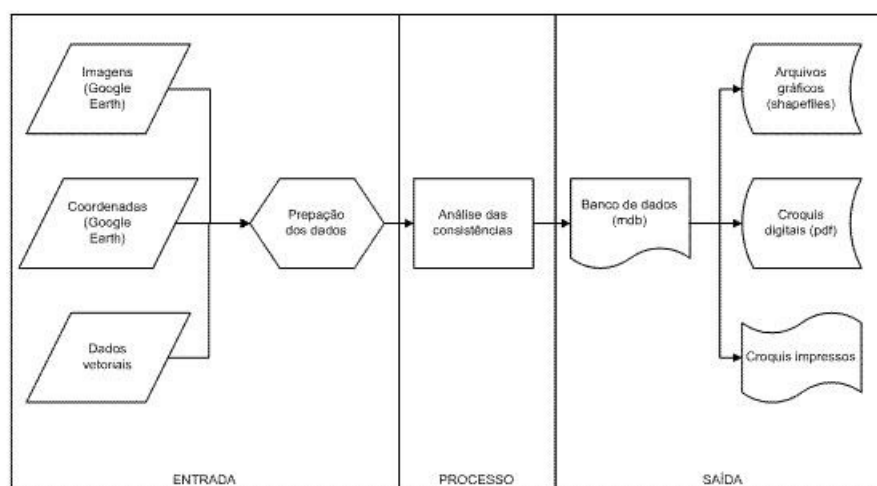 Imagens
(Google
Earth)
Coordenadas
(Google
Earth)
Dados
vetoriais
Prepação
dos dados
Análise das
consistências
Banco de dados
(mdb)
Arquivos
gráficos
(shapefiles)
Croquis
digitais (pdf)
Croquis impressos
ENTRADA
PROCESSO
SAÍDA